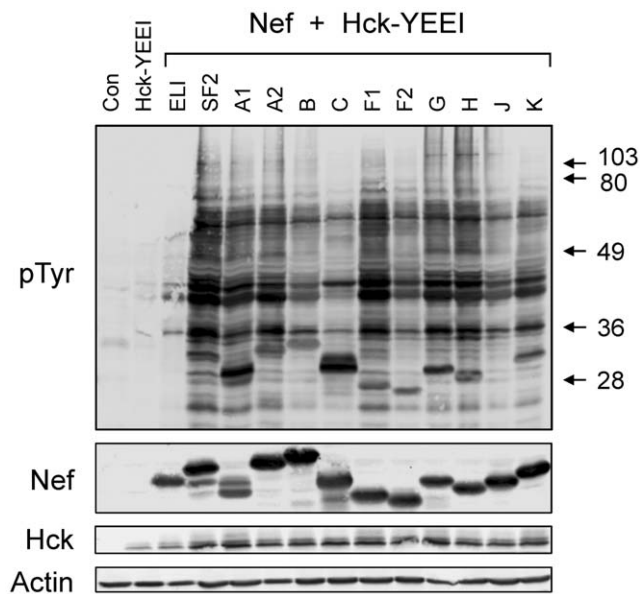 Nef + Hck-YEEI
Con
Hck-YEEI
ELI
SF2
A1
A2
B
C
F1
F2
G
H
J
K
pTyr
103
80
49
36
28
Nef
Hck
Actin